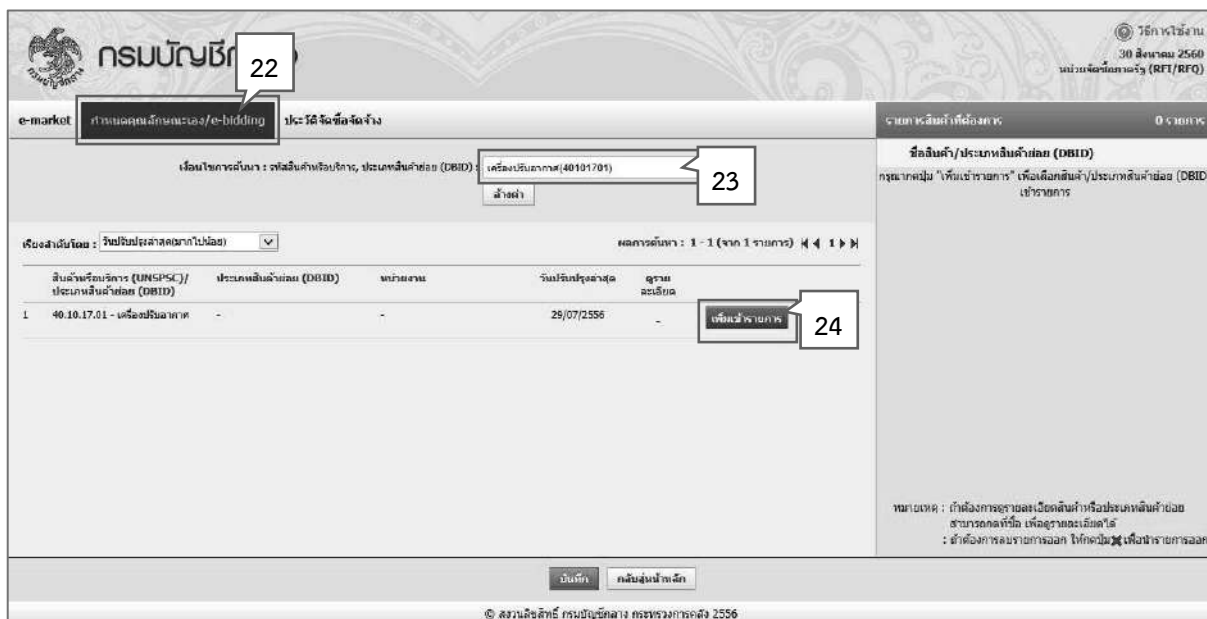 วิธีการใช้งาน
กรมบัญชีก
22
30 สิงหาคม 2560
หน่วยจัดซื้อภาครัฐ (RFI/RFQ)
e-market กำหนดคุณลักษณะเอง/e-bidding ประวัติจัดซื้อจัดจ้าง
รายการสินค้าที่ต้องการ 0 รายการ
เงื่อนไขการค้นหา : รหัสสินค้าหรือบริการ, ประเภทสินค้าย่อย (DBID) : เครื่องปรับอากาศ(40101701)
23
ล้างค่า
ชื่อสินค้า/ประเภทสินค้าย่อย (DBID)
กรุณากดปุ่ม "เพิ่มเข้ารายการ" เพื่อเลือกสินค้า/ประเภทสินค้าย่อย (DBID
เข้ารายการ
เรียงลำดับโดย : วันปรับปรุงล่าสุด(มากไปน้อย)
ผลการค้นหา : 1 - 1 (จาก 1 รายการ) 1
สินค้าหรือบริการ (UNSPSC)/ ประเภทสินค้าย่อย (DBID) หน่วยงาน วันปรับปรุงล่าสุด ดูราย
ประเภทสินค้าย่อย (DBID) ละเอียด
1 40.10.17.01 - เครื่องปรับอากาศ - - 29/07/2556 - เพิ่มเข้ารายการ
24
หมายเหตุ : ถ้าต้องการดูรายละเอียดสินค้าหรือประเภทสินค้าย่อย
สามารถกดที่ชื่อ เพื่อดูรายละเอียดได้
: ถ้าต้องการลบรายการออก ให้กดปุ่ม เพื่อนำรายการออก
บันทึก กลับสู่หน้าหลัก
© สงวนลิขสิทธิ์ กรมบัญชีกลาง กระทรวงการคลัง 2556